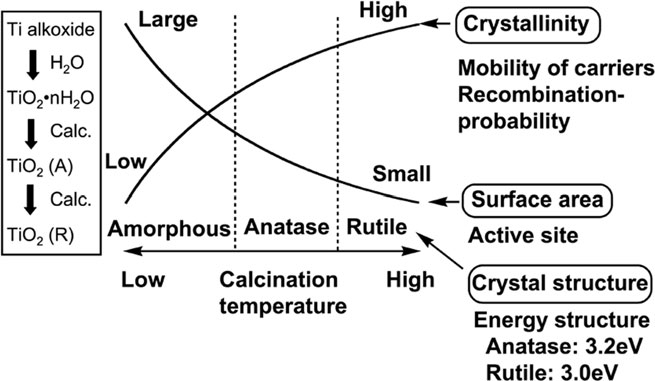 Ti alkoxide
H₂O
TiO₂•nH₂O
Calc.
TiO₂ (A)
Calc.
TiO₂ (R)
Large
High
Low
Small
Amorphous
Anatase
Rutile
Low
Calcination
temperature
High
Crystallinity
Mobility of carriers
Recombination-
probability
Surface area
Active site
Crystal structure
Energy structure
Anatase: 3.2eV
Rutile: 3.0eV